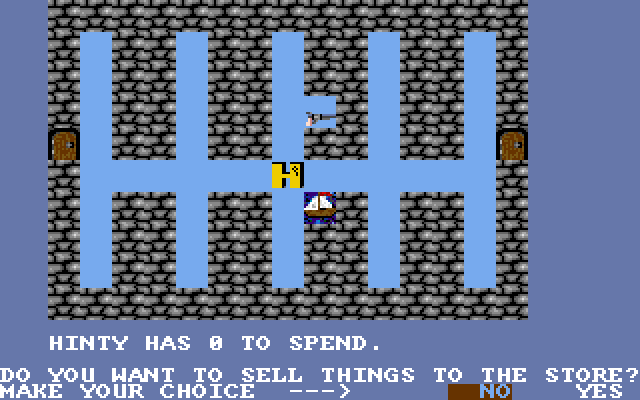 H
HINTY HAS 0 TO SPEND.
DO YOU WANT TO SELL THINGS TO THE STORE?
MAKE YOUR CHOICE ---> NO YES